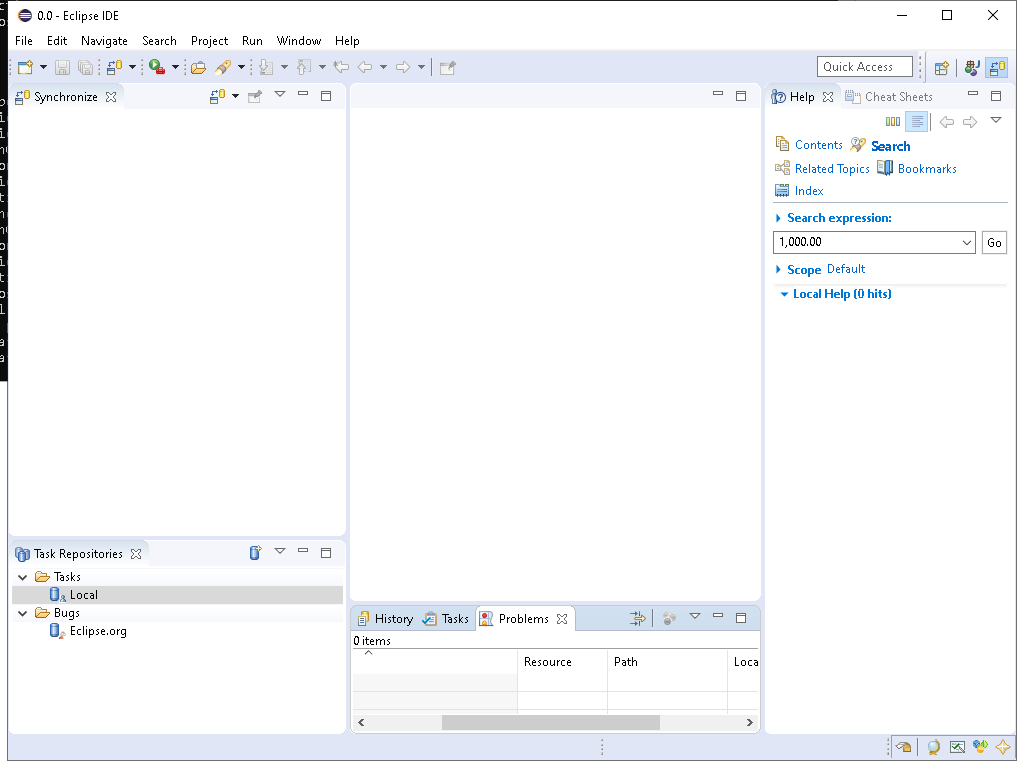 0.0 - Eclipse IDE
File Edit Navigate Search Project Run Window Help
Quick Access
Synchronize
Help Cheat Sheets
Contents Search
Related Topics Bookmarks
Index
Search expression:
1,000.00 Go
Scope Default
Local Help (0 hits)
Task Repositories
Tasks
Local
Bugs
Eclipse.org
History Tasks Problems
0 items
Resource Path Loca